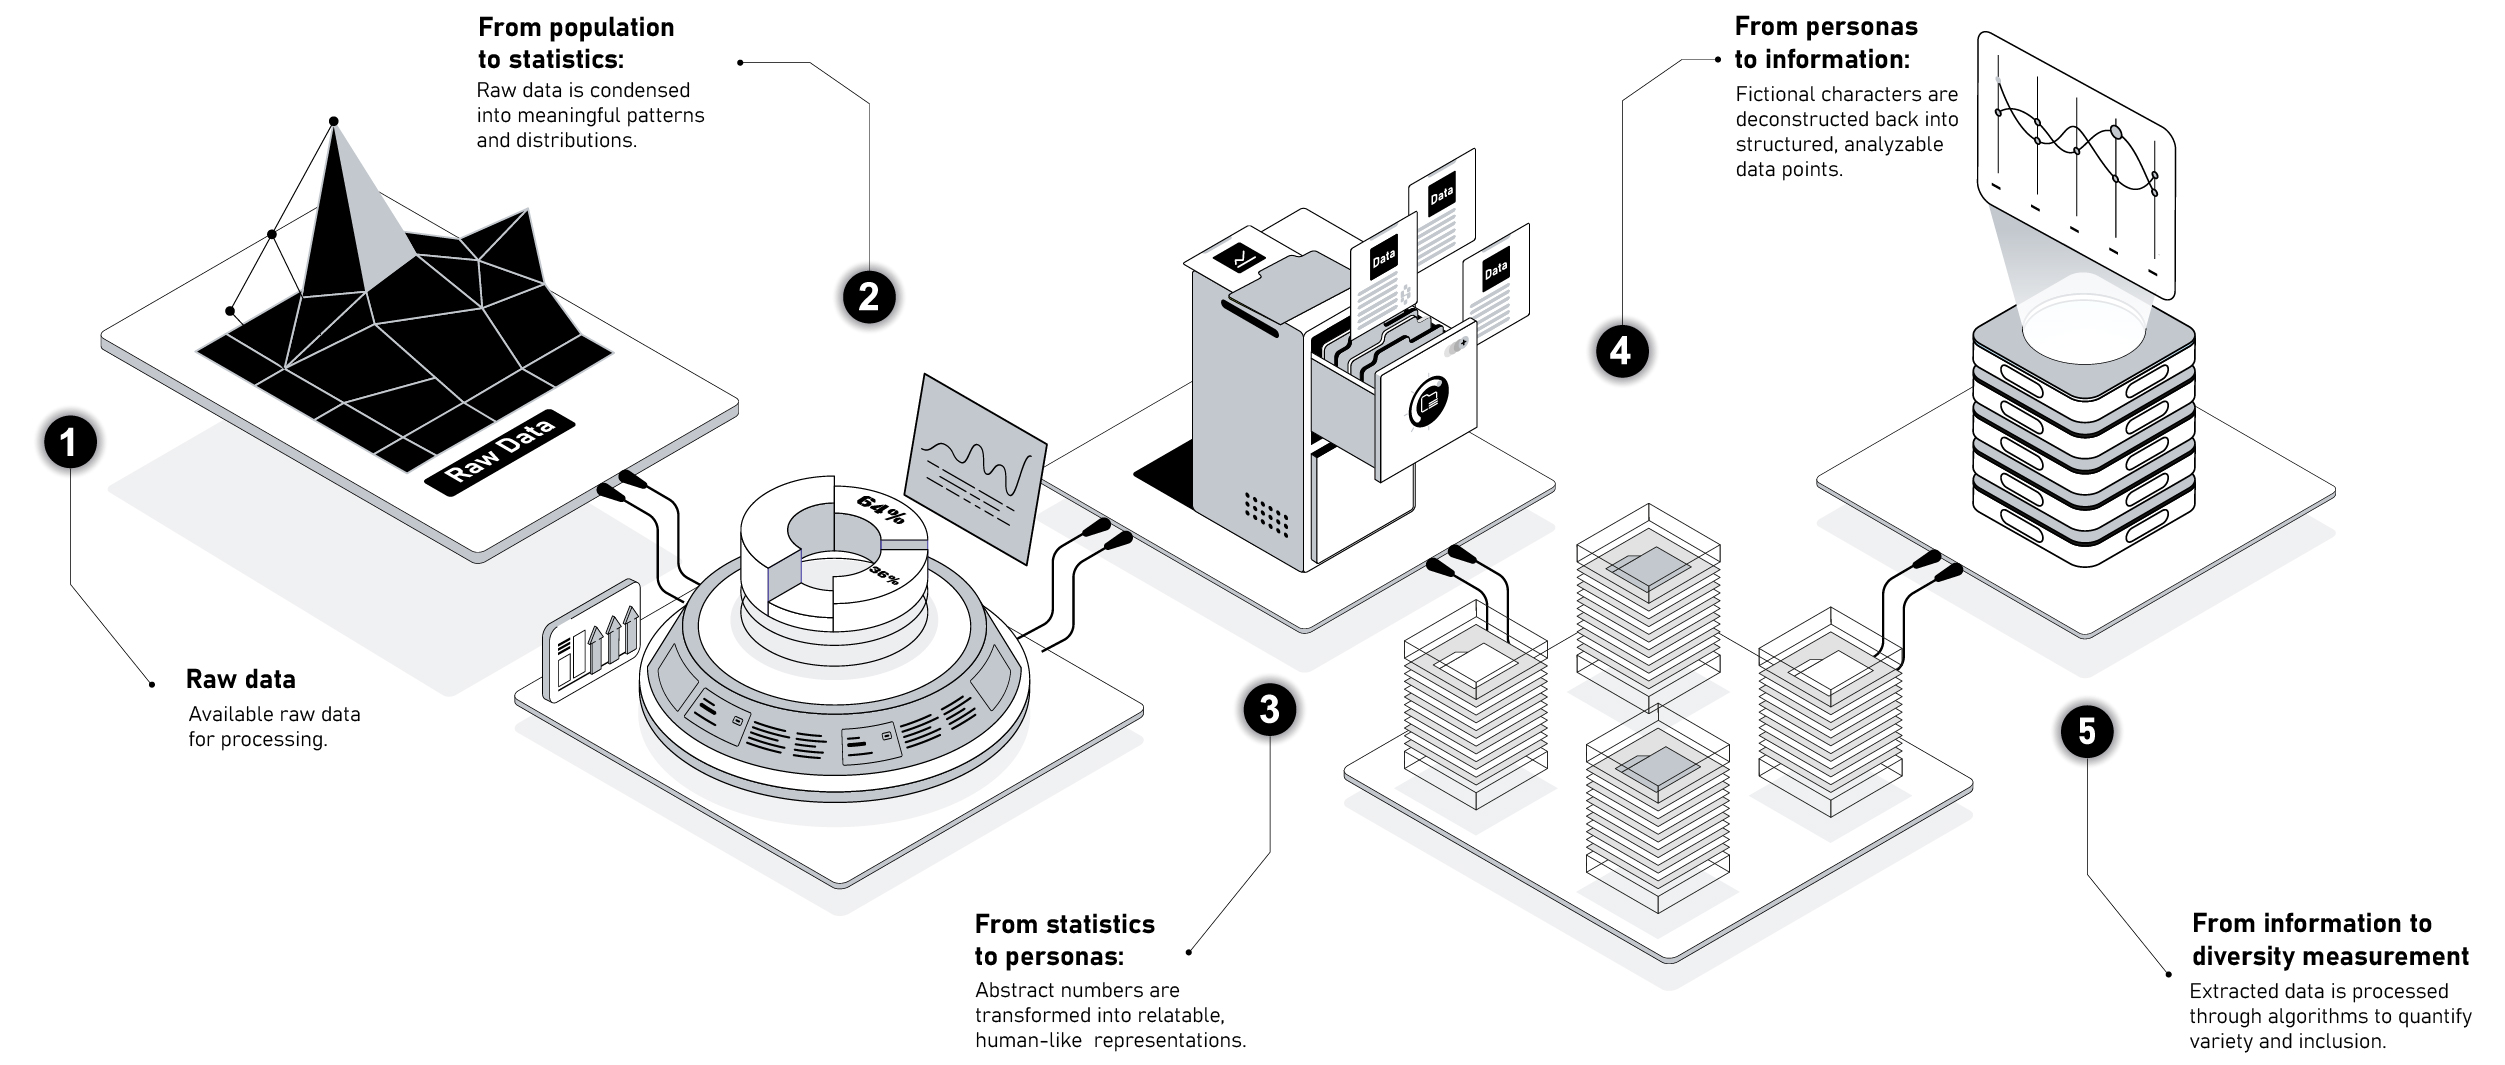 1
Raw data
Available raw data
for processing.
Raw Data
2
From population
to statistics:
Raw data is condensed
into meaningful patterns
and distributions.
64%
36%
3
From statistics
to personas:
Abstract numbers are
transformed into relatable,
human-like representations.
Data
Data
Data
4
From personas
to information:
Fictional characters are
deconstructed back into
structured, analyzable
data points.
5
From information to
diversity measurement
Extracted data is processed
through algorithms to quantify
variety and inclusion.